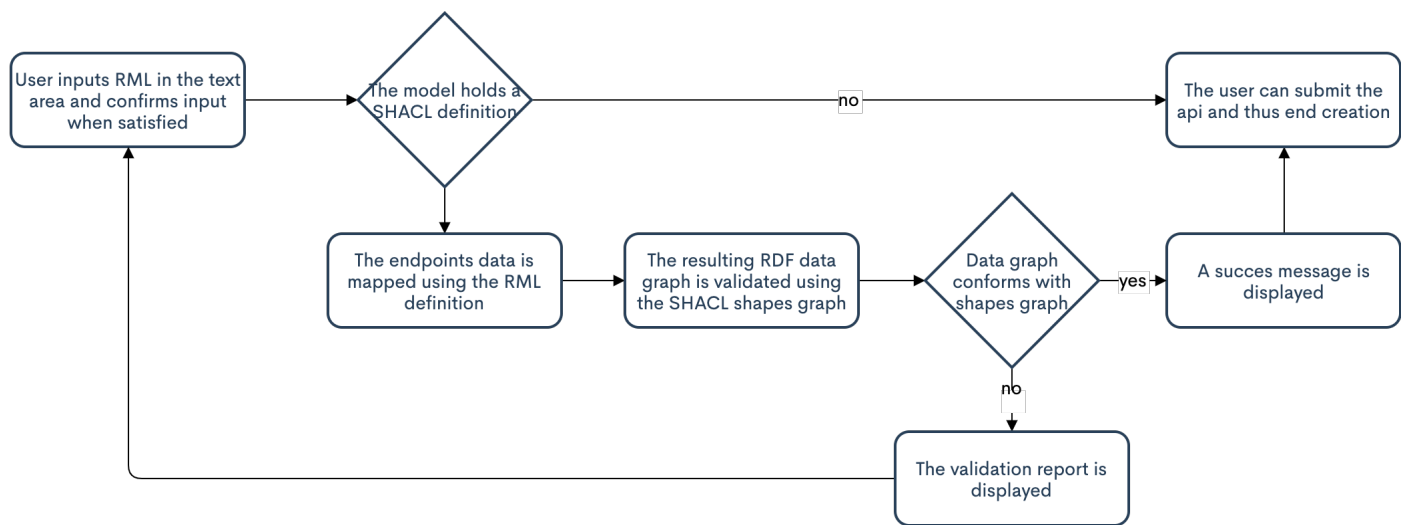 User inputs RML in the text
area and confirms input
when satisfied
The model holds a
SHACL definition
no
The user can submit the
api and thus end creation
The endpoints data is
mapped using the RML
definition
The resulting RDF data
graph is validated using
the SHACL shapes graph
Data graph
conforms with
shapes graph
yes
A succes message is
displayed
no
The validation report is
displayed